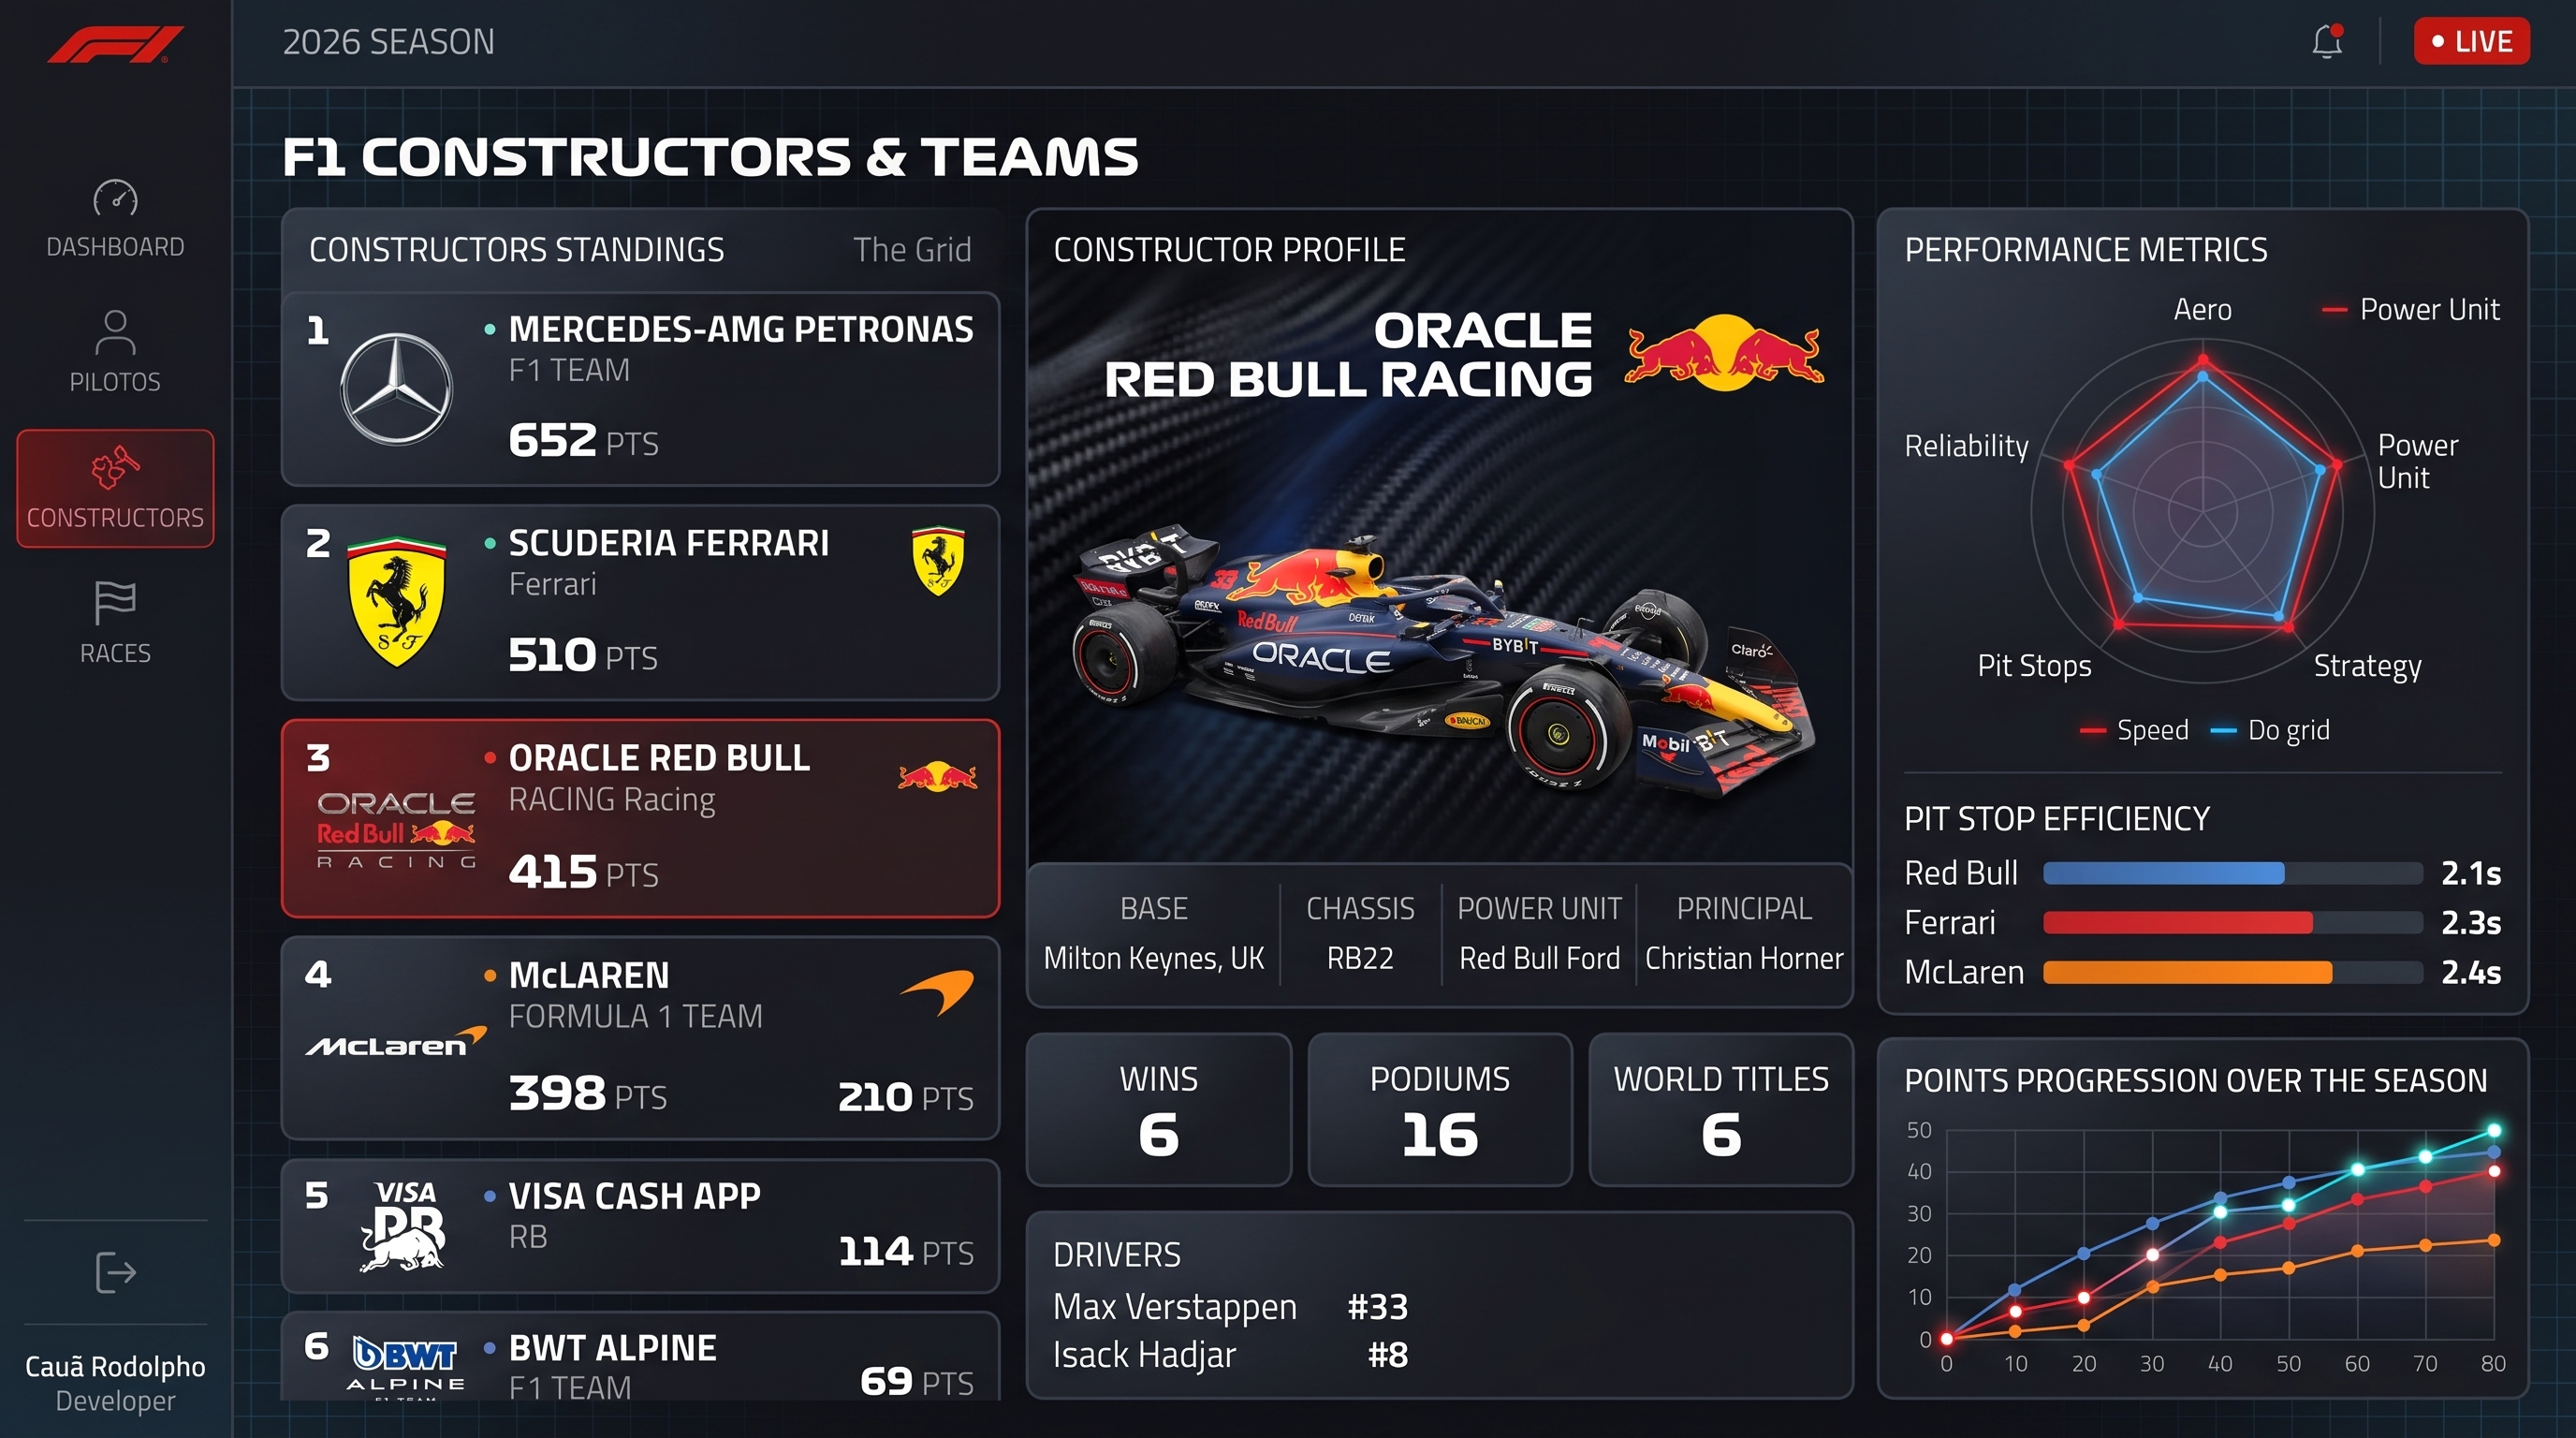 F1
2026 SEASON
LIVE
DASHBOARD
PILOTOS
CONSTRUCTORS
RACES
Cauã Rodolpho
Developer
F1 CONSTRUCTORS & TEAMS
CONSTRUCTORS STANDINGS
The Grid
1
MERCEDES-AMG PETRONAS
F1 TEAM
652 PTS
2
S F
SCUDERIA FERRARI
Ferrari
510 PTS
S F
3
ORACLE
Red Bull
RACING
ORACLE RED BULL
RACING Racing
415 PTS
4
McLaren
McLAREN
FORMULA 1 TEAM
398 PTS
210 PTS
5
VISA
RB
VISA CASH APP
RB
114 PTS
6
BWT
ALPINE
F1 TEAM
BWT ALPINE
F1 TEAM
69 PTS
CONSTRUCTOR PROFILE
ORACLE
RED BULL RACING
33
Red Bull
ORACLE
BYBIT
Claro
PIRELLI
Mobil
BASE
Milton Keynes, UK
CHASSIS
RB22
POWER UNIT
Red Bull Ford
PRINCIPAL
Christian Horner
WINS
6
PODIUMS
16
WORLD TITLES
6
DRIVERS
Max Verstappen #33
Isack Hadjar #8
PERFORMANCE METRICS
Power Unit
Aero
Reliability
Power
Unit
Pit Stops
Strategy
Speed
Do grid
PIT STOP EFFICIENCY
Red Bull 2.1s
Ferrari 2.3s
McLaren 2.4s
POINTS PROGRESSION OVER THE SEASON
50
40
30
20
10
0
0 10 20 30 40 50 60 70 80